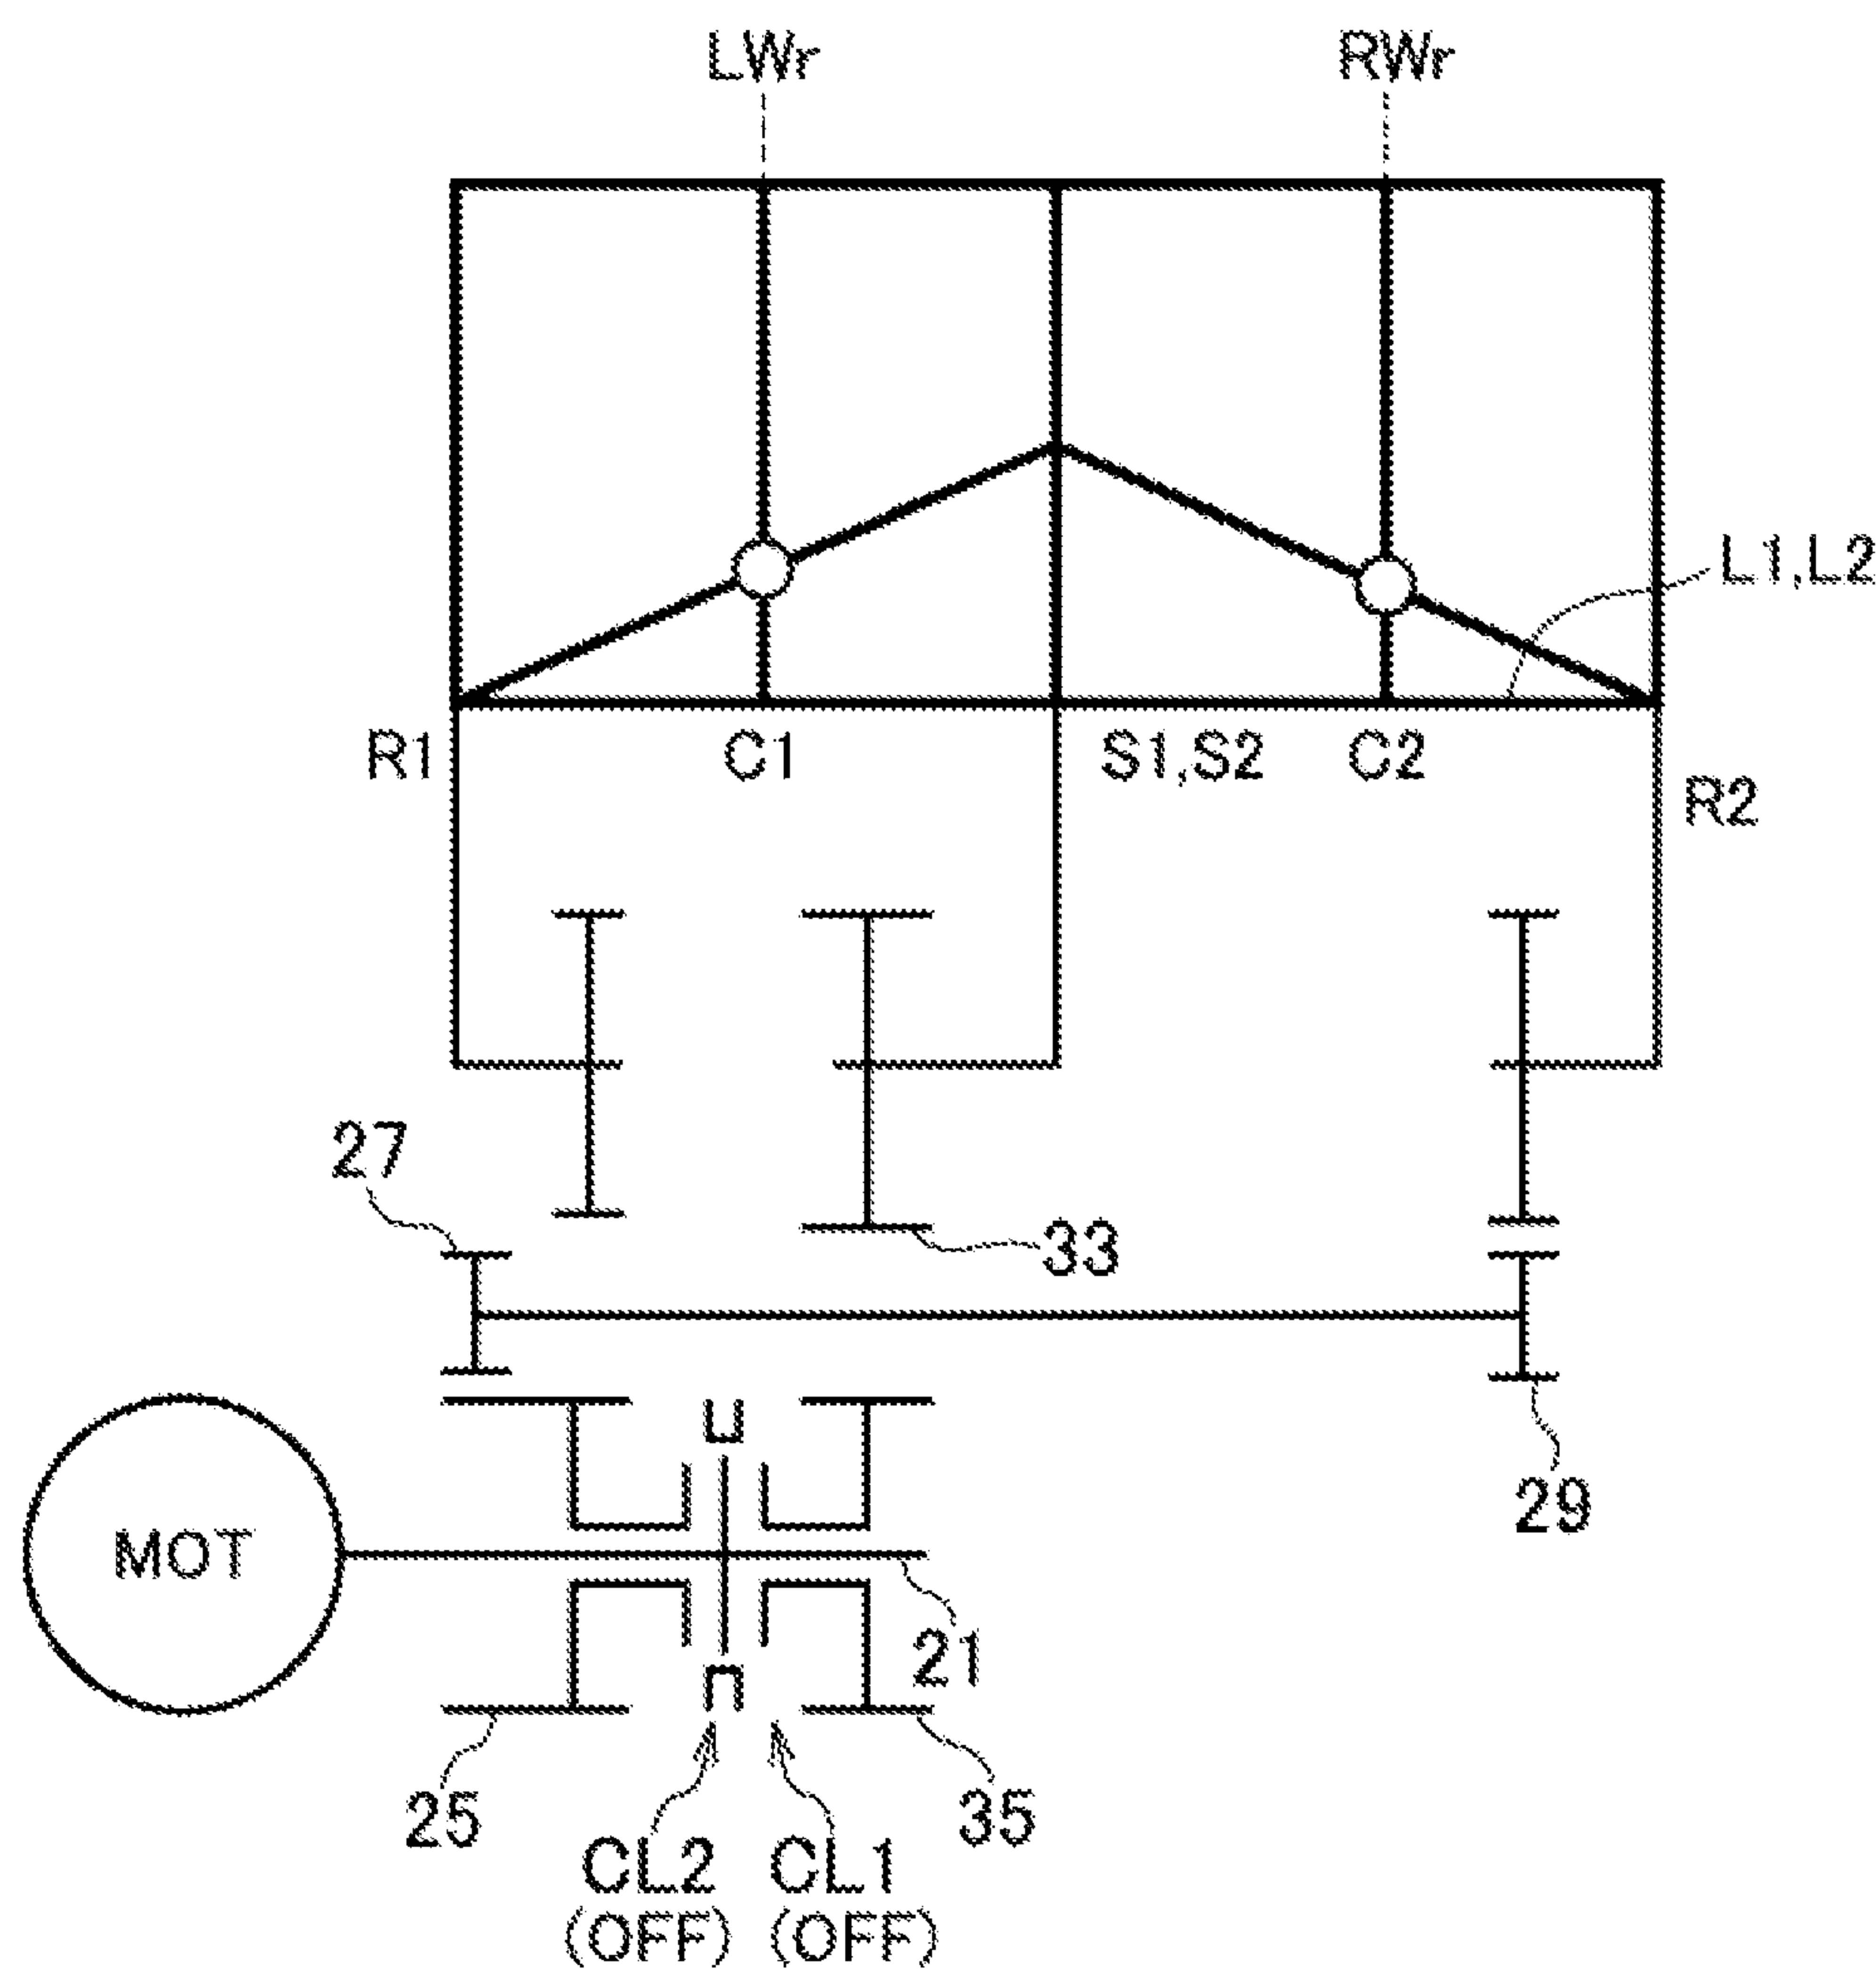 LWr RWr
L1,L2
R1 C1 S1,S2 C2
R2
27
33
29
MOT
21
25 35
CL2 CL1
(OFF) (OFF)